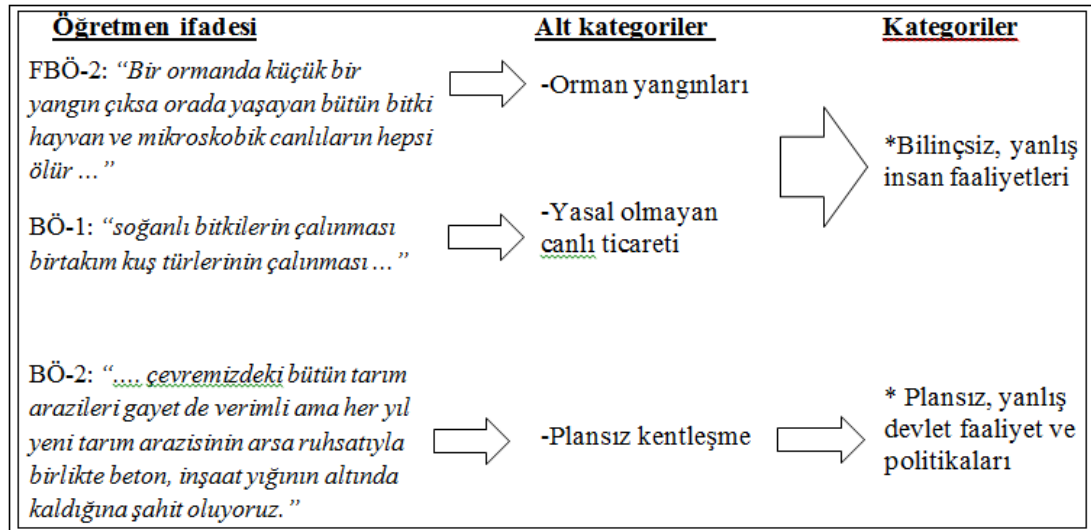 Öğretmen ifadesi
Alt kategoriler
Kategoriler
FBÖ-2: “Bir ormanda küçük bir
yangın çıksa orada yaşayan bütün bitki
hayvan ve mikroskobik canlıların hepsi
ölür …”
-Orman yangınları
*Bilinçsiz, yanlış
insan faaliyetleri
BÖ-1: “soğanlı bitkilerin çalınması
birtakım kuş türlerinin çalınması …”
-Yasal olmayan
canlı ticareti
BÖ-2: “…. çevremizdeki bütün tarım
arazileri gayet de verimli ama her yıl
yeni tarım arazisinin arsa ruhsatıyla
birlikte beton, inşaat yığının altında
kaldığına şahit oluyoruz.”
-Plansız kentleşme
* Plansız, yanlış
devlet faaliyet ve
politikaları